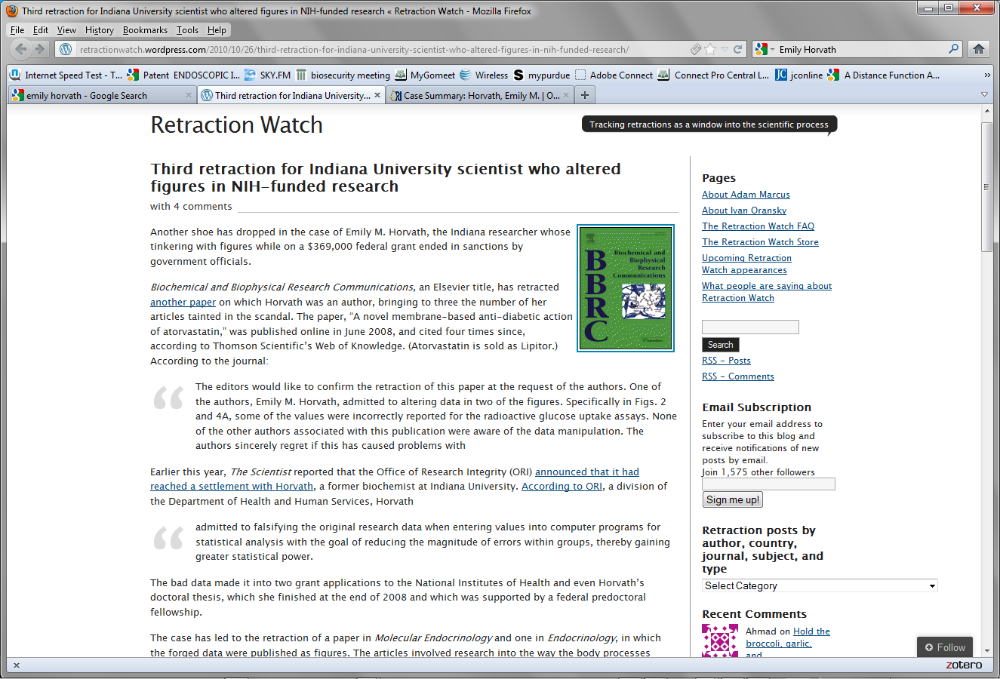 Third retraction for Indiana University scientist who altered figures in NIH-funded research « Retraction Watch - Mozilla Firefox
File Edit View History Bookmarks Tools Help
retractionwatch.wordpress.com/2010/10/26/third-retraction-for-indiana-university-scientist-who-altered-figures-in-nih-funded-research/
Emily Horvath
Internet Speed Test - T... Patent ENDOSCOPIC I... SKY.FM biosecurity meeting MyGomeet Wireless mypurdue Adobe Connect Connect Pro Central L... jconline A Distance Function A...
emily horvath - Google Search
Third retraction for Indiana University...
Case Summary: Horvath, Emily M. | O...
Retraction Watch
Tracking retractions as a window into the scientific process
Third retraction for Indiana University scientist who altered
figures in NIH-funded research
with 4 comments
Another shoe has dropped in the case of Emily M. Horvath, the Indiana researcher whose
tinkering with figures while on a $369,000 federal grant ended in sanctions by
government officials.
BBRC
Biochemical and
Biophysical
Research
Communications
Biochemical and Biophysical Research Communications, an Elsevier title, has retracted
another paper on which Horvath was an author, bringing to three the number of her
articles tainted in the scandal. The paper, “A novel membrane-based anti-diabetic action
of atorvastatin,” was published online in June 2008, and cited four times since,
according to Thomson Scientific’s Web of Knowledge. (Atorvastatin is sold as Lipitor.)
According to the journal:
“ The editors would like to confirm the retraction of this paper at the request of the authors. One of
the authors, Emily M. Horvath, admitted to altering data in two of the figures. Specifically in Figs. 2
and 4A, some of the values were incorrectly reported for the radioactive glucose uptake assays. None
of the other authors associated with this publication were aware of the data manipulation. The
authors sincerely regret if this has caused problems with
Earlier this year, The Scientist reported that the Office of Research Integrity (ORI) announced that it had
reached a settlement with Horvath, a former biochemist at Indiana University. According to ORI, a division of
the Department of Health and Human Services, Horvath
“ admitted to falsifying the original research data when entering values into computer programs for
statistical analysis with the goal of reducing the magnitude of errors within groups, thereby gaining
greater statistical power.
The bad data made it into two grant applications to the National Institutes of Health and even Horvath’s
doctoral thesis, which she finished at the end of 2008 and which was supported by a federal predoctoral
fellowship.
The case has led to the retraction of a paper in Molecular Endocrinology and one in Endocrinology, in which
the forged data were published as figures. The articles involved research into the way the body processes
Pages
About Adam Marcus
About Ivan Oransky
The Retraction Watch FAQ
The Retraction Watch Store
Upcoming Retraction
Watch appearances
What people are saying about
Retraction Watch
Search
RSS - Posts
RSS - Comments
Email Subscription
Enter your email address to
subscribe to this blog and
receive notifications of new
posts by email.
Join 1,575 other followers
Sign me up!
Retraction posts by
author, country,
journal, subject, and
type
Select Category
Recent Comments
Ahmad on Hold the
broccoli, garlic,
and
Follow
zotero